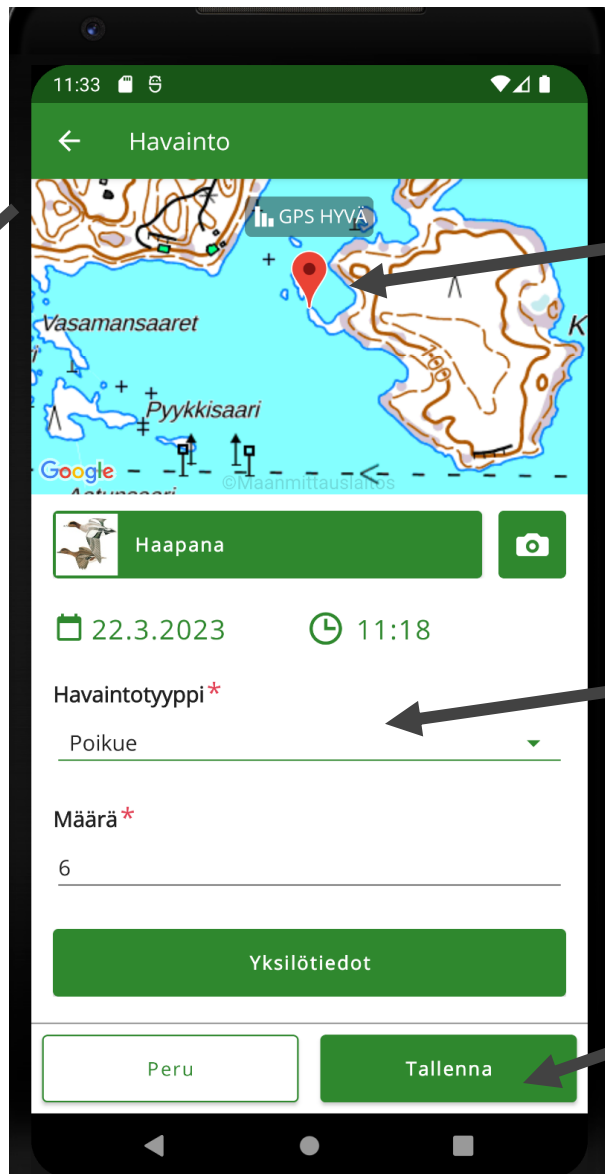 11:33
Havainto
GPS HYVÄ
Vasamansaaret
K
100
Pyykkisaari
Google
©Maanmittauslaitos
Haapana
22.3.2023 11:18
Havaintotyyppi*
Poikue
Määrä*
6
Yksilötiedot
Peru Tallenna